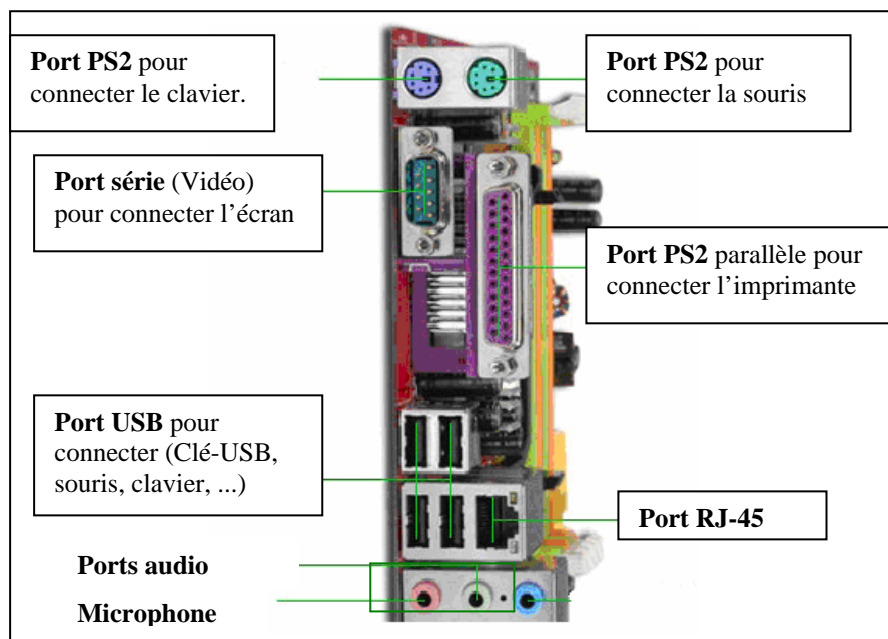 Port PS2 pour
connecter le clavier.
Port PS2 pour
connecter la souris
Port série (Vidéo)
pour connecter l’écran
Port PS2 parallèle pour
connecter l’imprimante
Port USB pour
connecter (Clé-USB,
souris, clavier, ...)
Port RJ-45
Ports audio
Microphone